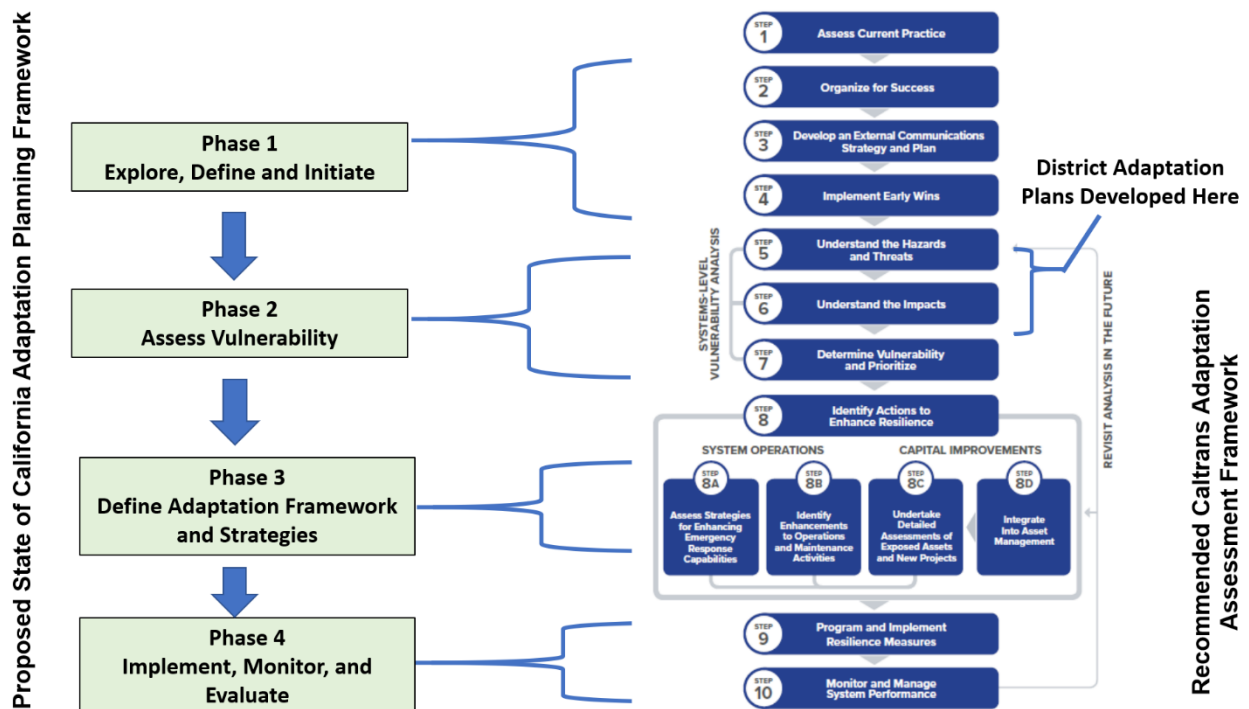 Proposed State of California Adaptation Planning Framework
Phase 1
Explore, Define and Initiate
Phase 2
Assess Vulnerability
Phase 3
Define Adaptation Framework
and Strategies
Phase 4
Implement, Monitor, and
Evaluate
STEP
1
Assess Current Practice
STEP
2
Organize for Success
STEP
3
Develop an External Communications
Strategy and Plan
STEP
4
Implement Early Wins
STEP
5
Understand the Hazards
and Threats
STEP
6
Understand the Impacts
STEP
7
Determine Vulnerability
and Prioritize
SYSTEMS-LEVEL
VULNERABILITY ANALYSIS
STEP
8
Identify Actions to
Enhance Resilience
SYSTEM OPERATIONS
STEP
8A
Assess Strategies
for Enhancing
Emergency
Response
Capabilities
STEP
8B
Identify
Enhancements
to Operations
and Maintenance
Activities
CAPITAL IMPROVEMENTS
STEP
8C
Undertake
Detailed
Assessments of
Exposed Assets
and New Projects
STEP
8D
Integrate
Into Asset
Management
STEP
9
Program and Implement
Resilience Measures
STEP
10
Monitor and Manage
System Performance
District Adaptation
Plans Developed Here
REVISIT ANALYSIS IN THE FUTURE
Recommended Caltrans Adaptation
Assessment Framework